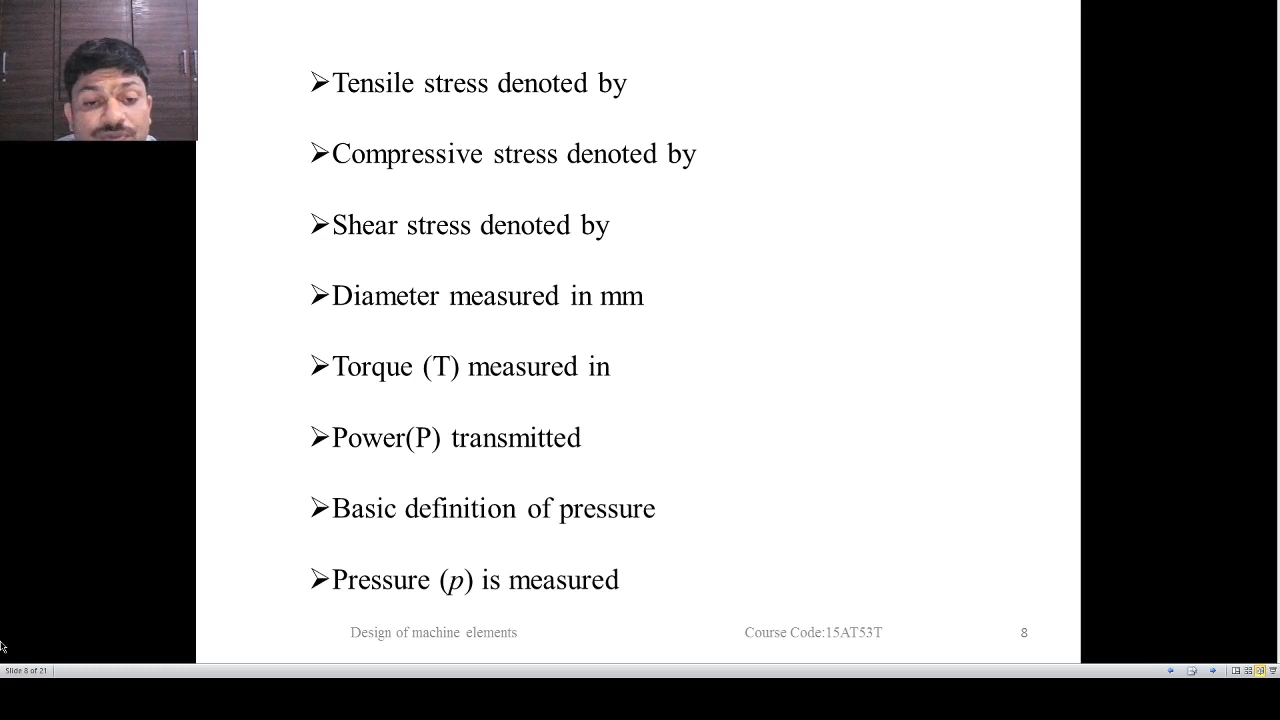 ➢Tensile stress denoted by
➢Compressive stress denoted by
➢Shear stress denoted by
➢Diameter measured in mm
➢Torque (T) measured in
➢Power(P) transmitted
➢Basic definition of pressure
➢Pressure (p) is measured
Design of machine elements Course Code:15AT53T 8
Slide 8 of 21